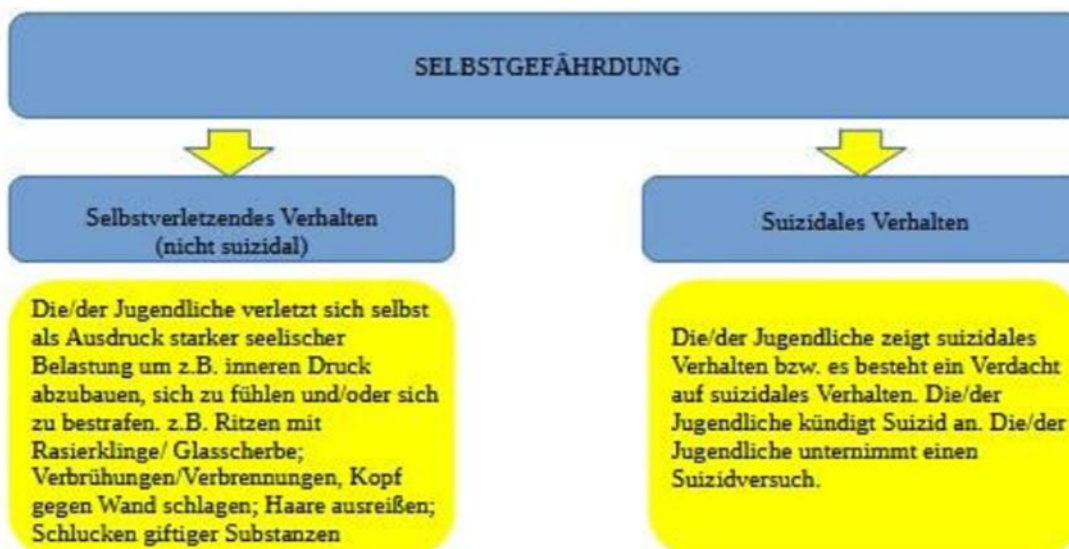 SELBSTGEFÄHRDUNG
Selbstverletzendes Verhalten
(nicht suizidal)
Die/der Jugendliche verletzt sich selbst
als Ausdruck starker seelischer
Belastung um z.B. inneren Druck
abzubauen, sich zu fühlen und/oder sich
zu bestrafen. z.B. Ritzen mit
Rasierklinge/ Glasscherbe;
Verbrühungen/Verbrennungen, Kopf
gegen Wand schlagen; Haare ausreißen;
Schlucken giftiger Substanzen
Suizidales Verhalten
Die/der Jugendliche zeigt suizidales
Verhalten bzw. es besteht ein Verdacht
auf suizidales Verhalten. Die/der
Jugendliche kündigt Suizid an. Die/der
Jugendliche unternimmt einen
Suizidversuch.